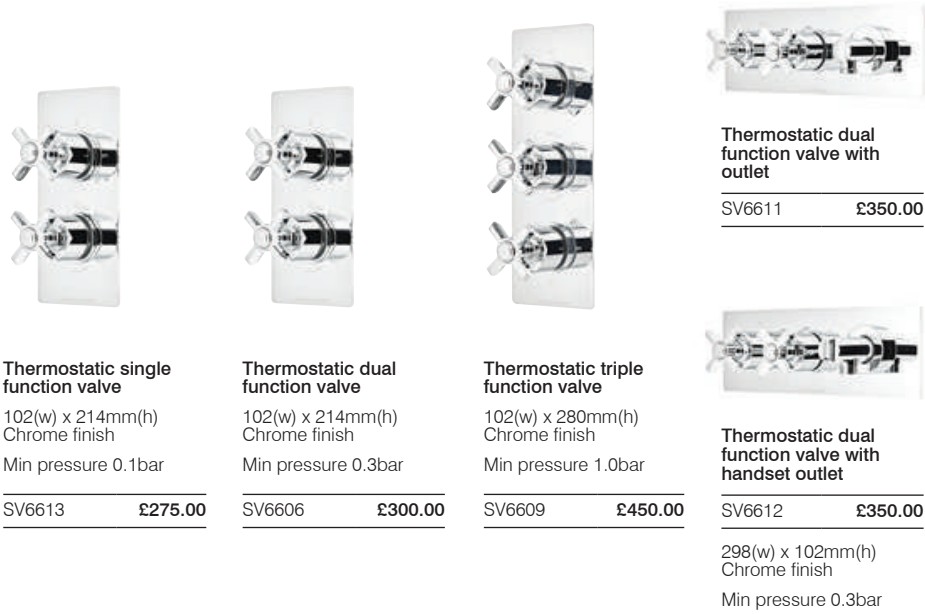 Thermostatic single
function valve
102(w) x 214mm(h)
Chrome finish
Min pressure 0.1bar
SV6613 £275.00
Thermostatic dual
function valve
102(w) x 214mm(h)
Chrome finish
Min pressure 0.3bar
SV6606 £300.00
Thermostatic triple
function valve
102(w) x 280mm(h)
Chrome finish
Min pressure 1.0bar
SV6609 £450.00
Thermostatic dual
function valve with
outlet
SV6611 £350.00
Thermostatic dual
function valve with
handset outlet
SV6612 £350.00
298(w) x 102mm(h)
Chrome finish
Min pressure 0.3bar